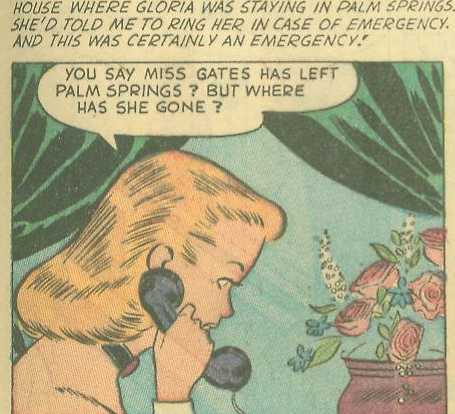 HOUSE WHERE GLORIA WAS STAYING IN PALM SPRINGS.
SHE'D TOLD ME TO RING HER IN CASE OF EMERGENCY.
AND THIS WAS CERTAINLY AN EMERGENCY!"
YOU SAY MISS GATES HAS LEFT
PALM SPRINGS? BUT WHERE
HAS SHE GONE?